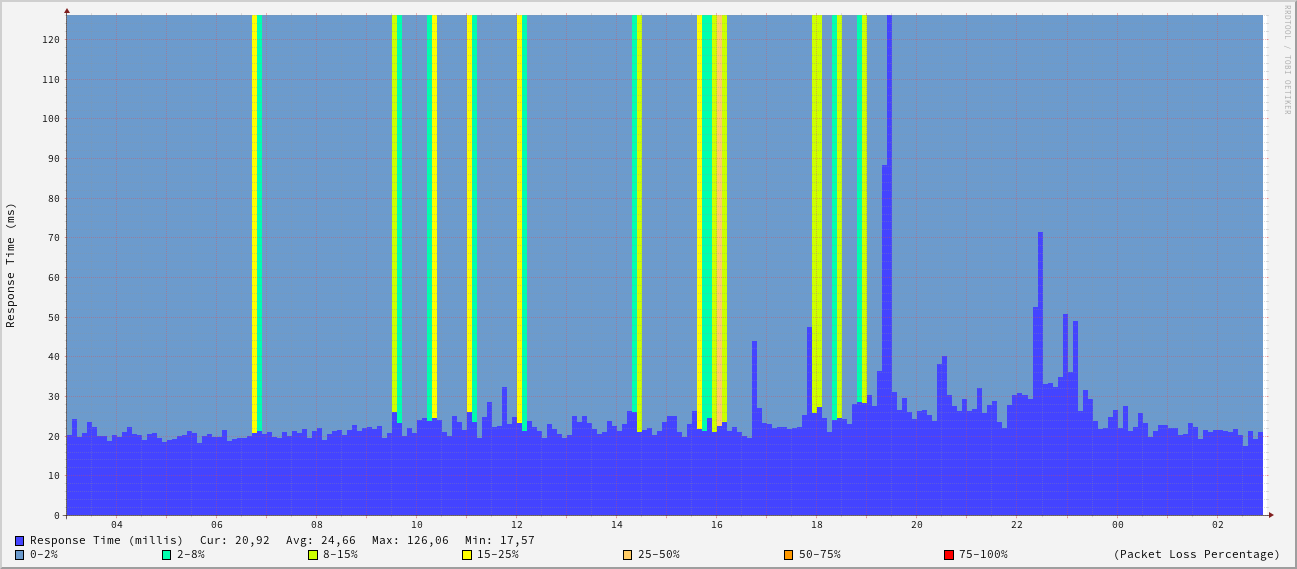 RRDTOOL / TOBI OETIKER
Response Time (ms)
120
110
100
90
80
70
60
50
40
30
20
10
0
04 06 08 10 12 14 16 18 20 22 00 02
Response Time (millis) Cur: 20,92 Avg: 24,66 Max: 126,06 Min: 17,57
0-2% 2-8% 8-15% 15-25% 25-50% 50-75% 75-100% (Packet Loss Percentage)